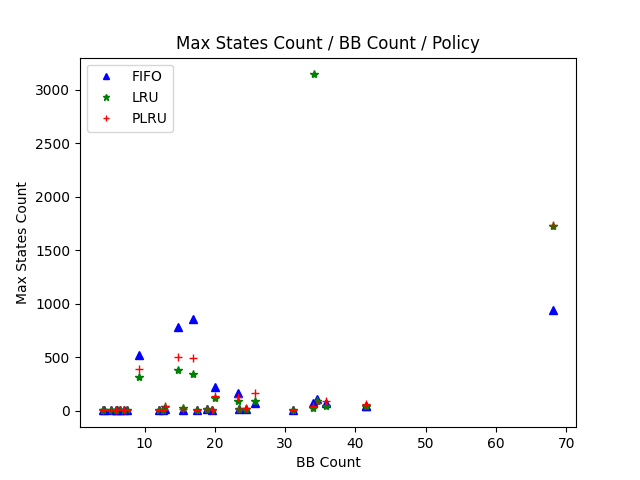 Max States Count / BB Count / Policy
FIFO
LRU
PLRU
3000
2500
2000
1500
1000
500
0
Max States Count
10 20 30 40 50 60 70
BB Count